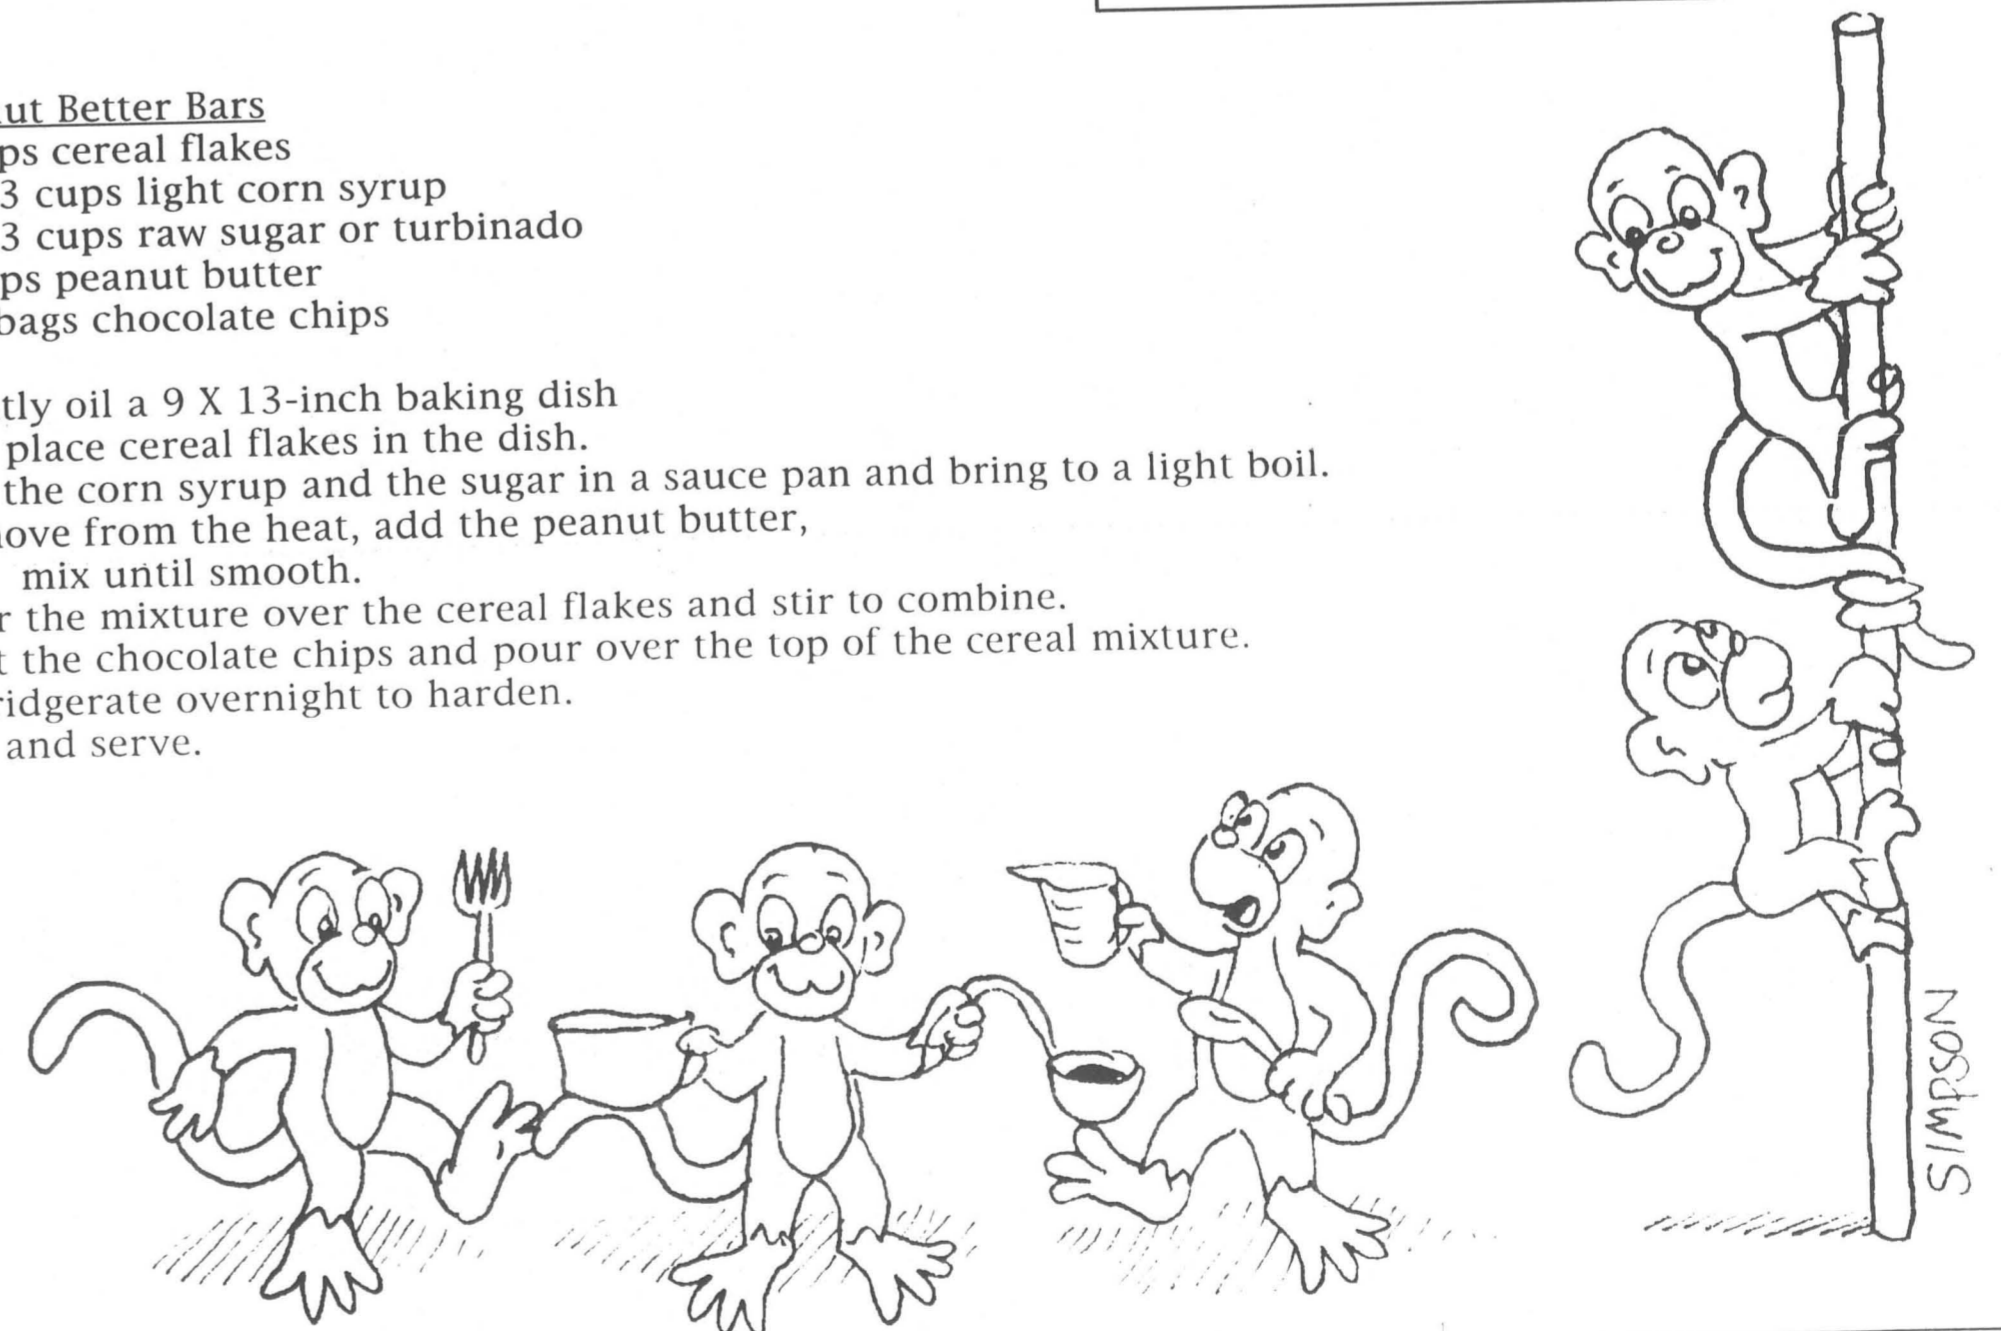 ut Better Bars
ps cereal flakes
3 cups light corn syrup
3 cups raw sugar or turbinado
ps peanut butter
bags chocolate chips
tly oil a 9 X 13-inch baking dish
place cereal flakes in the dish.
the corn syrup and the sugar in a sauce pan and bring to a light boil.
ove from the heat, add the peanut butter,
mix until smooth.
r the mixture over the cereal flakes and stir to combine.
t the chocolate chips and pour over the top of the cereal mixture.
ridgerate overnight to harden.
and serve.
SIMPSON